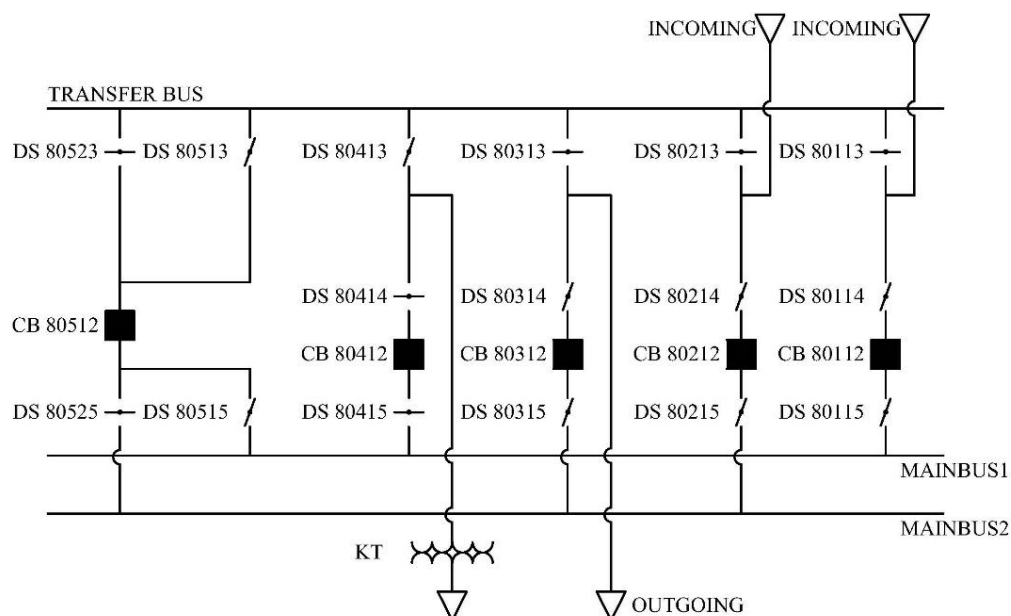 INCOMING INCOMING
TRANSFER BUS
DS 80523 DS 80513 DS 80413 DS 80313 DS 80213 DS 80113
DS 80414 DS 80314 DS 80214 DS 80114
CB 80512
CB 80412 CB 80312 CB 80212 CB 80112
DS 80525 DS 80515 DS 80415 DS 80315 DS 80215 DS 80115
MAINBUS1
MAINBUS2
KT
OUTGOING